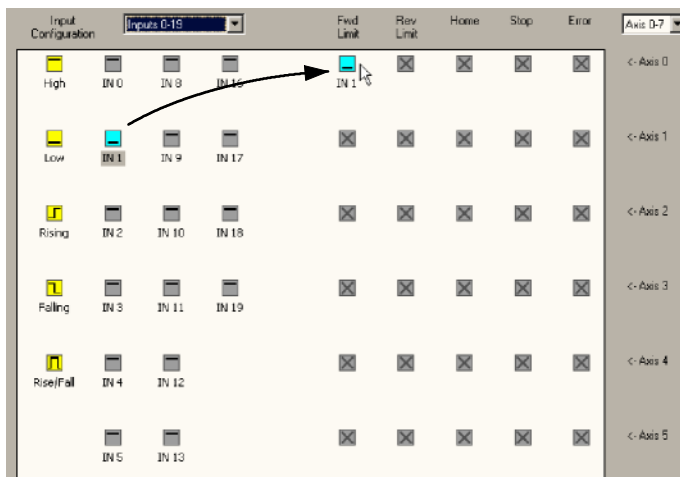 Input Configuration
Inputs 0-19
Fwd Limit
Rev Limit
Home
Stop
Error
Axis 0-7
High
IN 0
IN 8
IN 16
IN 1
<- Axis 0
Low
IN 1
IN 9
IN 17
<- Axis 1
Rising
IN 2
IN 10
IN 18
<- Axis 2
Falling
IN 3
IN 11
IN 19
<- Axis 3
Rise/Fall
IN 4
IN 12
<- Axis 4
IN 5
IN 13
<- Axis 5